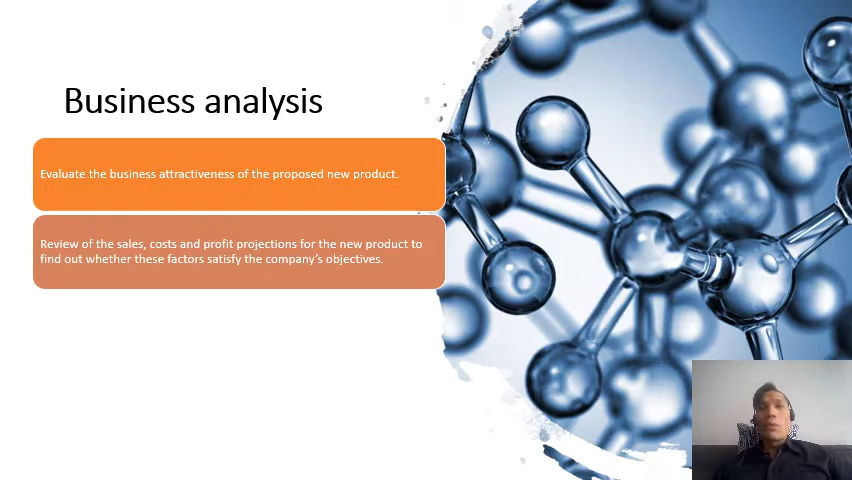 Business analysis
Evaluate the business attractiveness of the proposed new product.
Review of the sales, costs and profit projections for the new product to
find out whether these factors satisfy the company’s objectives.